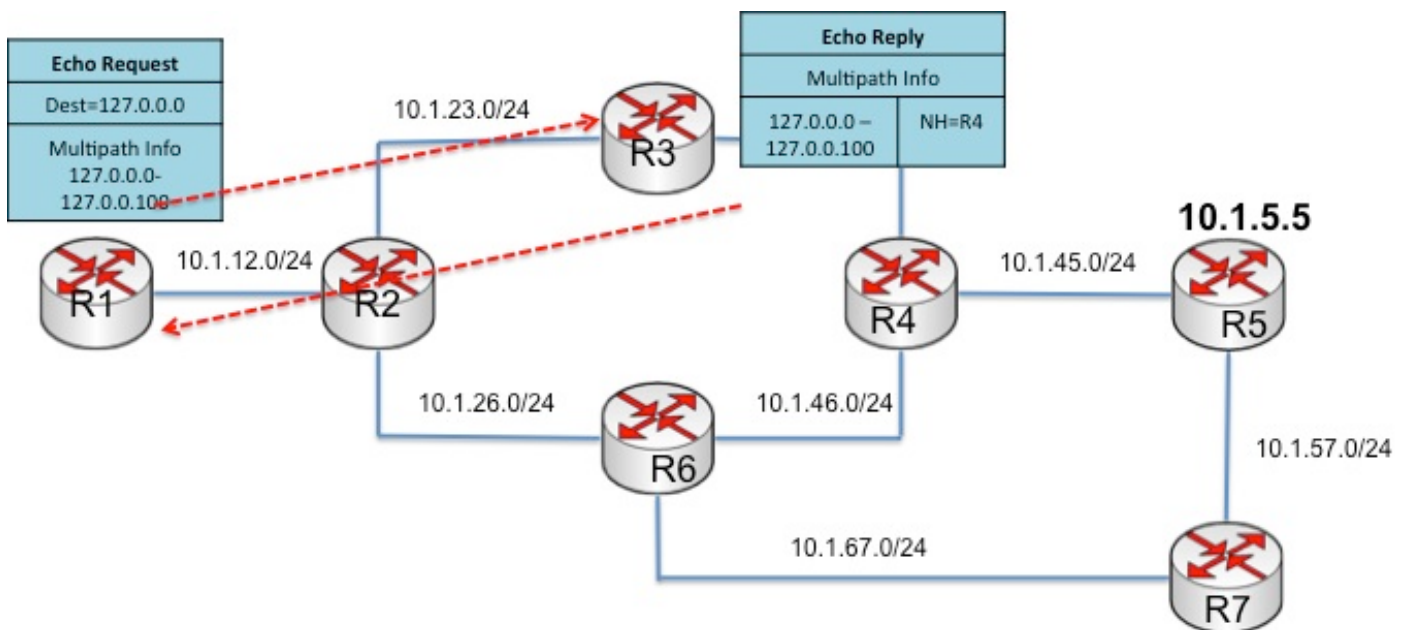 Echo Request
Dest=127.0.0.0
Multipath Info
127.0.0.0-
127.0.0.100
Echo Reply
Multipath Info
127.0.0.0 –
127.0.0.100
NH=R4
10.1.23.0/24
R3
10.1.5.5
R1
10.1.12.0/24
R2
R4
10.1.45.0/24
R5
10.1.26.0/24
R6
10.1.46.0/24
10.1.57.0/24
10.1.67.0/24
R7